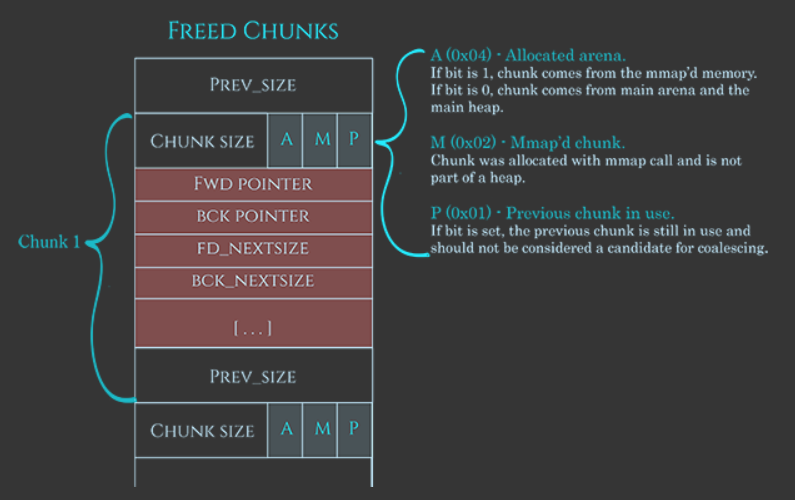 FREED CHUNKS
PREV_SIZE
CHUNK SIZE A M P
FWD POINTER
BCK POINTER
FD_NEXTSIZE
BCK_NEXTSIZE
[...]
PREV_SIZE
CHUNK SIZE A M P
Chunk 1
A (0x04) - Allocated arena.
If bit is 1, chunk comes from the mmap'd memory.
If bit is 0, chunk comes from main arena and the
main heap.
M (0x02) - Mmap'd chunk.
Chunk was allocated with mmap call and is not
part of a heap.
P (0x01) - Previous chunk in use.
If bit is set, the previous chunk is still in use and
should not be considered a candidate for coalescing.